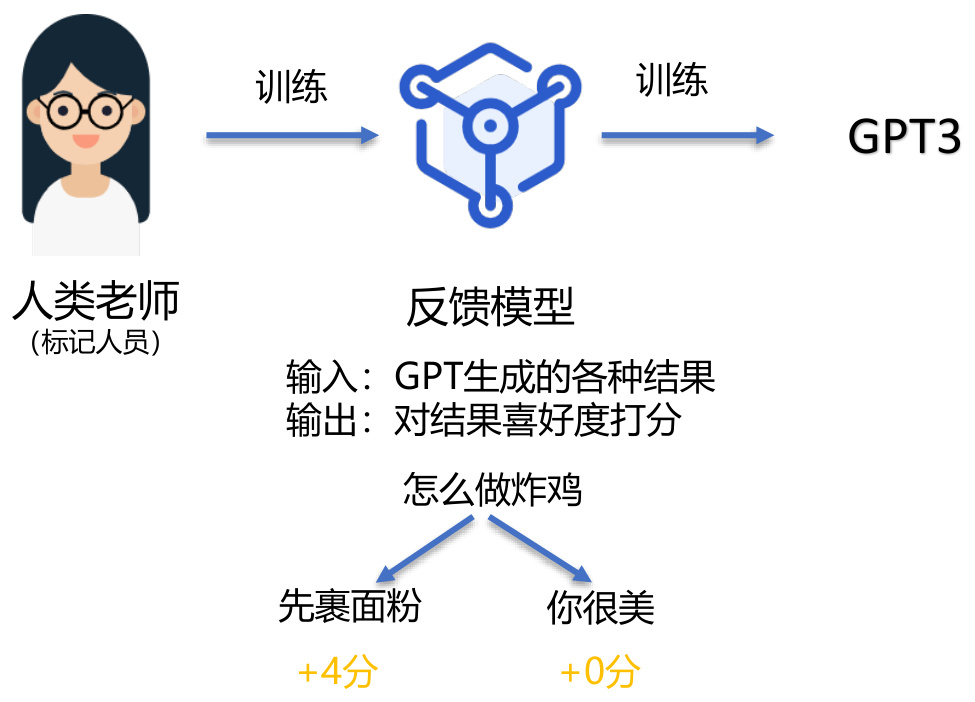 训练
训练
GPT3
人类老师
（标记人员）
反馈模型
输入：GPT生成的各种结果
输出：对结果喜好度打分
怎么做炸鸡
先裹面粉
你很美
+4分
+0分